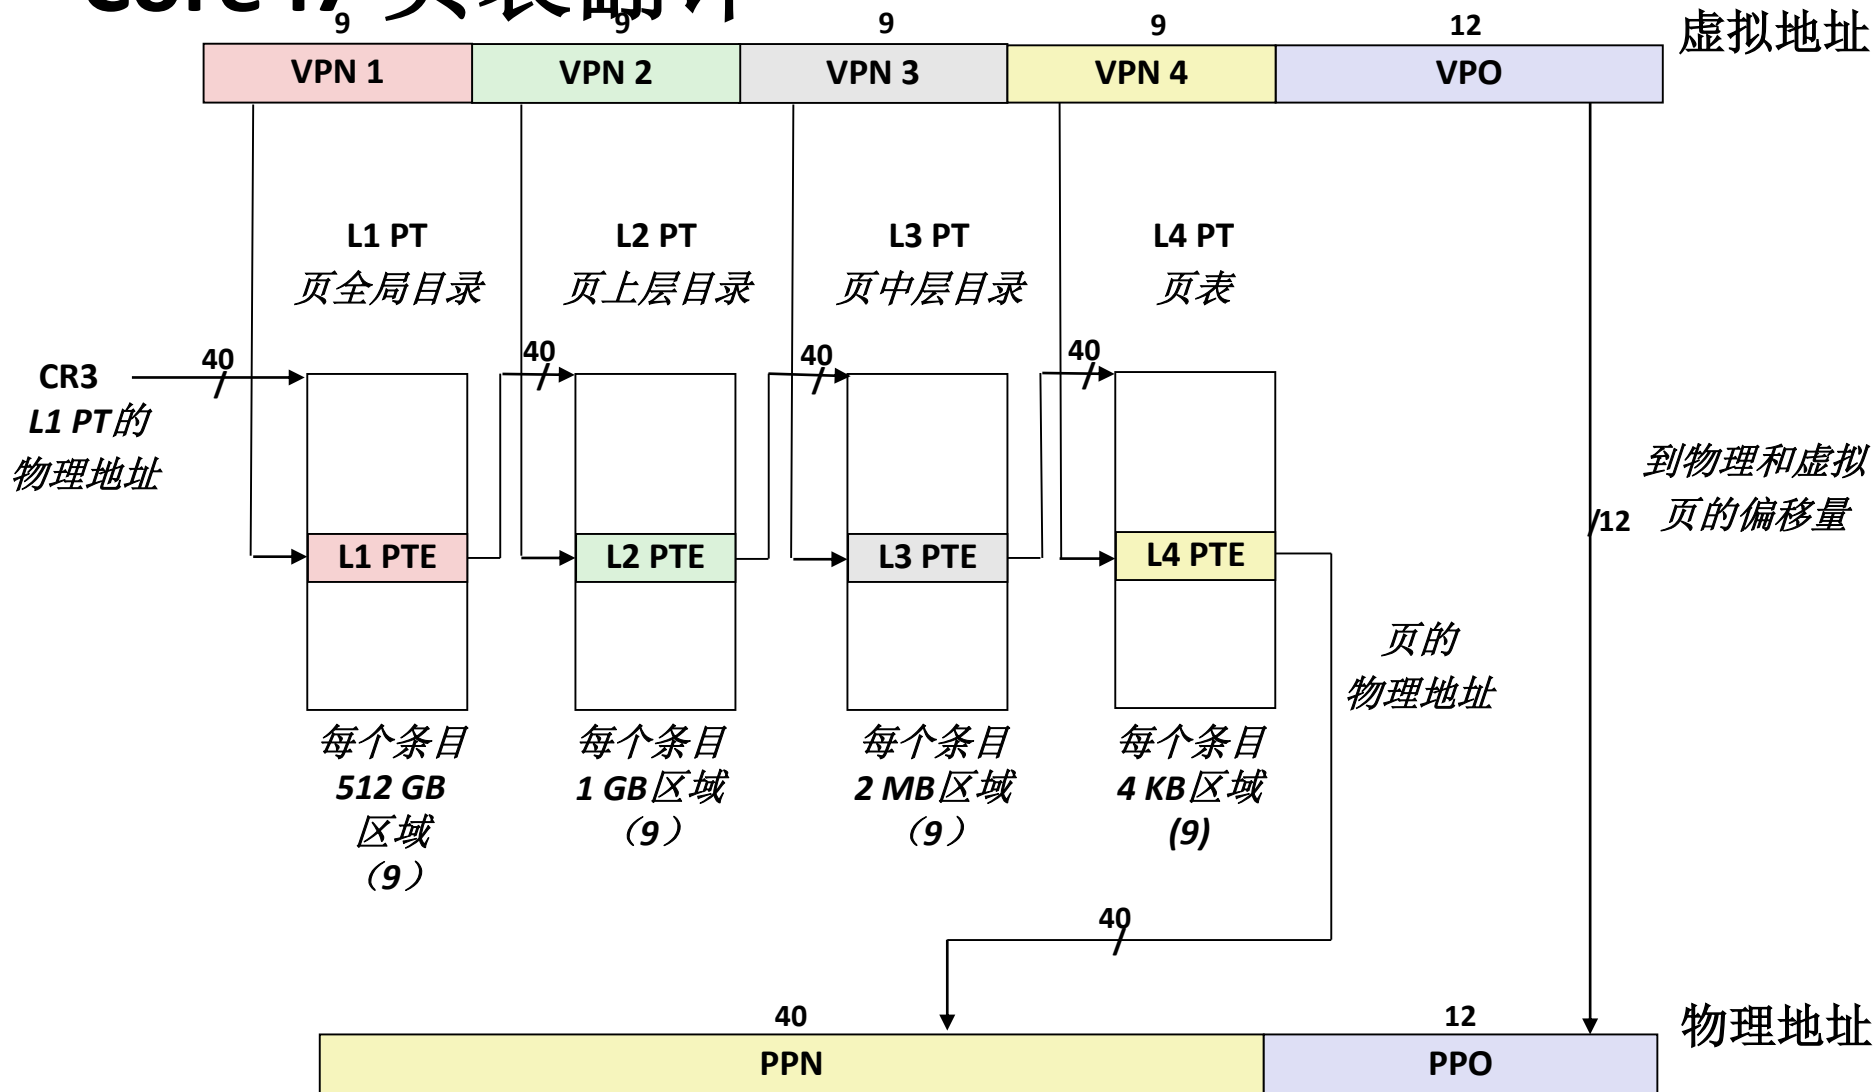 Core i7 页表翻译
9 9 9 9 12
虚拟地址
VPN 1 VPN 2 VPN 3 VPN 4 VPO
L1 PT
页全局目录
L2 PT
页上层目录
L3 PT
页中层目录
L4 PT
页表
40 40 40 40
CR3
L1 PT的
物理地址
到物理和虚拟
页的偏移量
/12
L1 PTE L2 PTE L3 PTE L4 PTE
页的
物理地址
每个条目
512 GB
区域
（9）
每个条目
1 GB区域
（9）
每个条目
2 MB区域
（9）
每个条目
4 KB区域
(9)
40
40 12
物理地址
PPN PPO